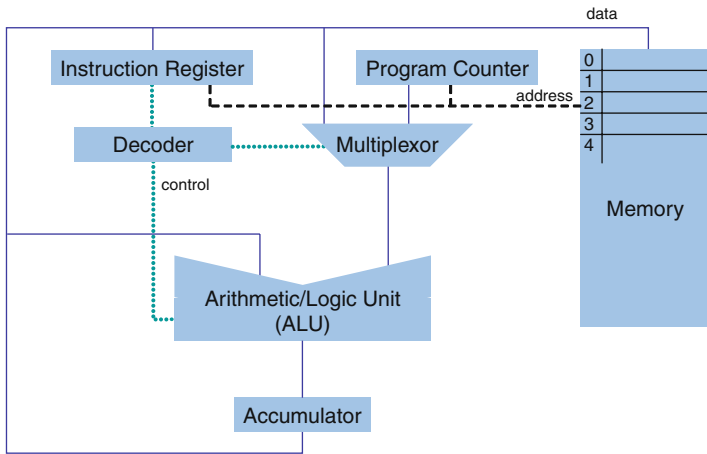 data
Instruction Register
Program Counter
0
1
address
2
3
4
Decoder
Multiplexor
control
Memory
Arithmetic/Logic Unit
(ALU)
Accumulator